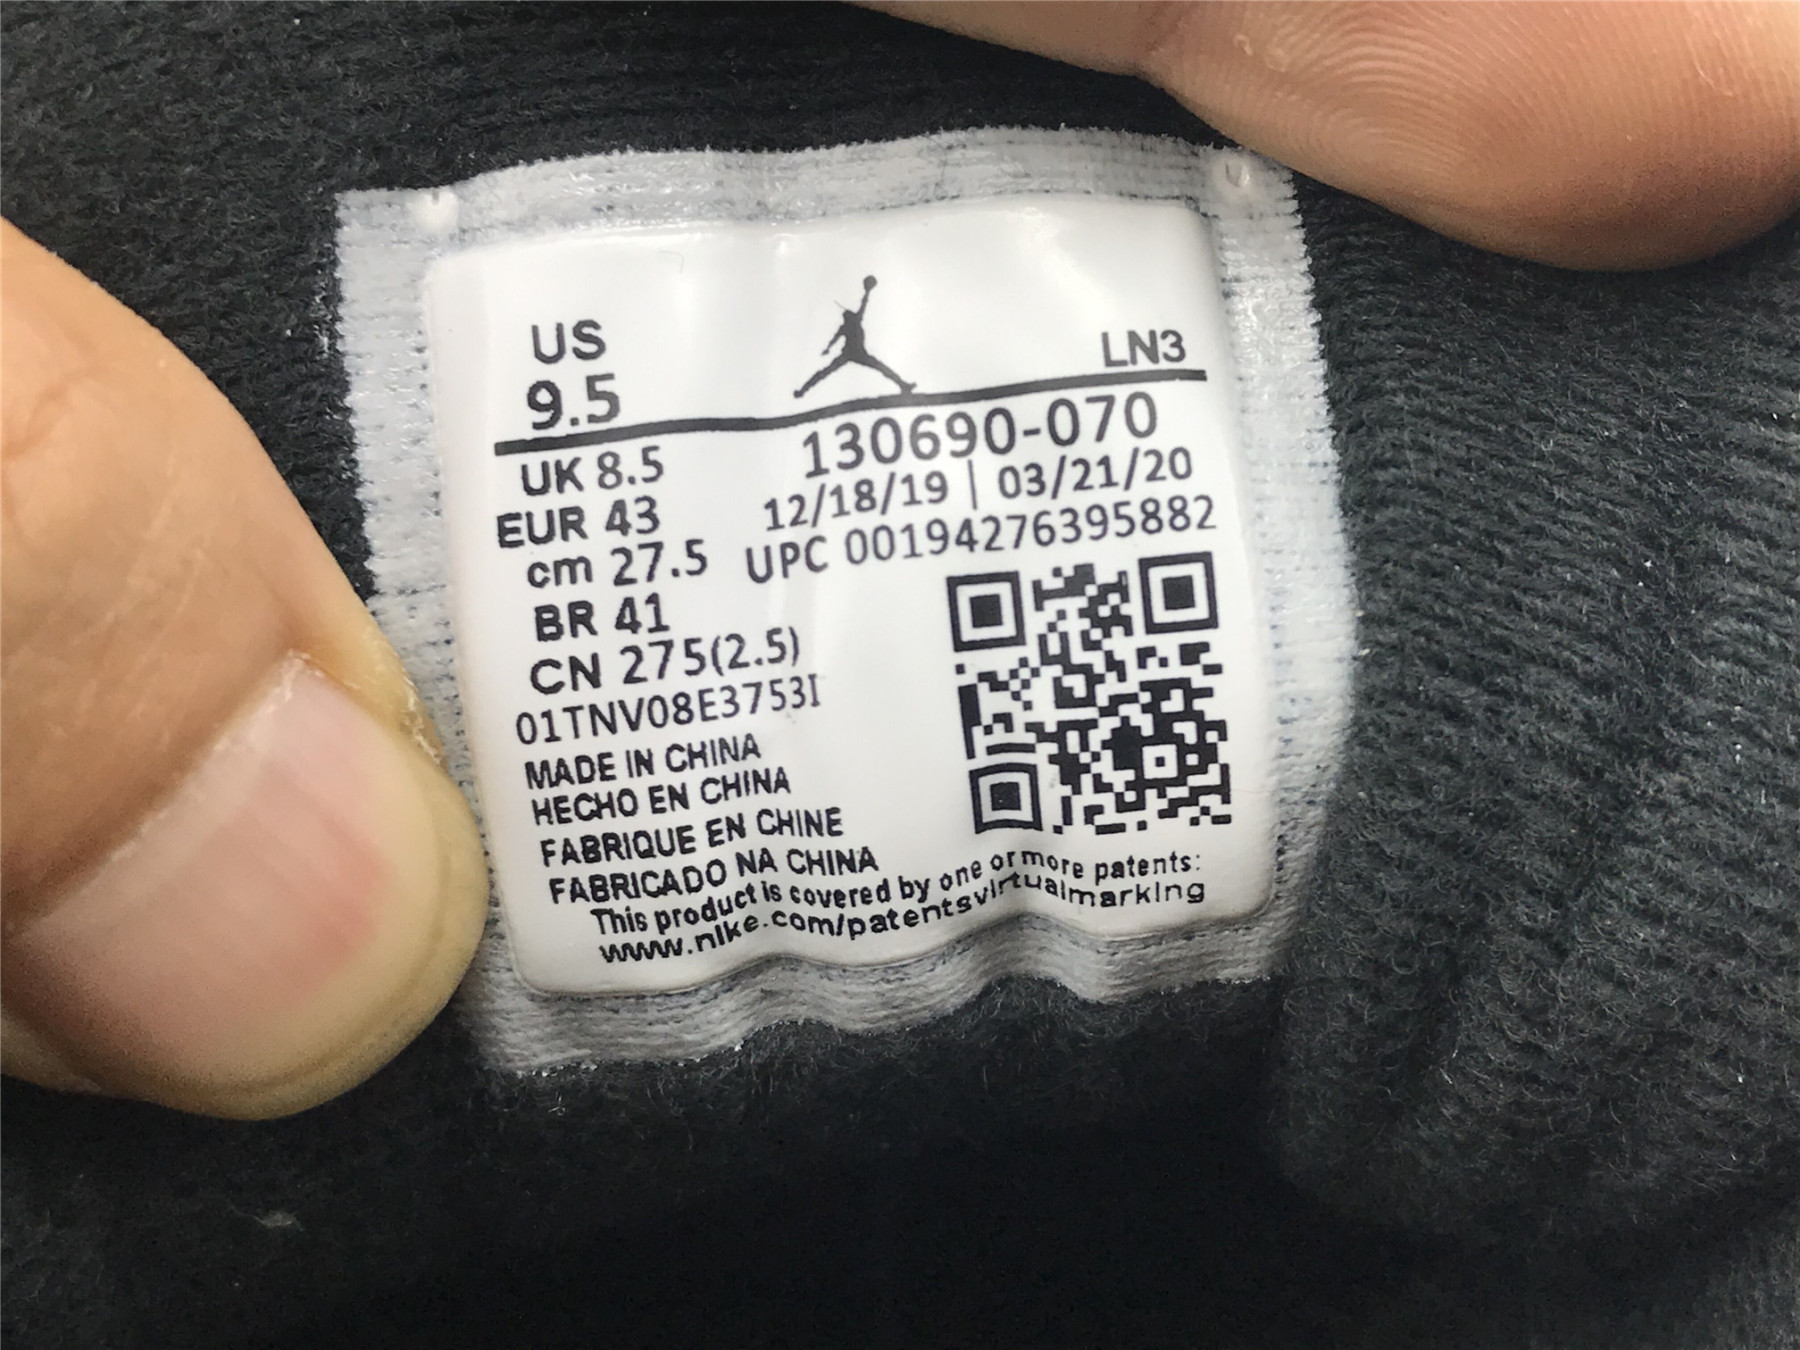 US
9.5
LN3
UK 8.5
EUR 43
cm 27.5
BR 41
CN 275(2.5)
01TNV08E3753I
130690-070
12/18/19 | 03/21/20
UPC 00194276395882
MADE IN CHINA
HECHO EN CHINA
FABRIQUE EN CHINE
FABRICADO NA CHINA
This product is covered by one or more patents:
www.nike.com/patentsvirtualmarking